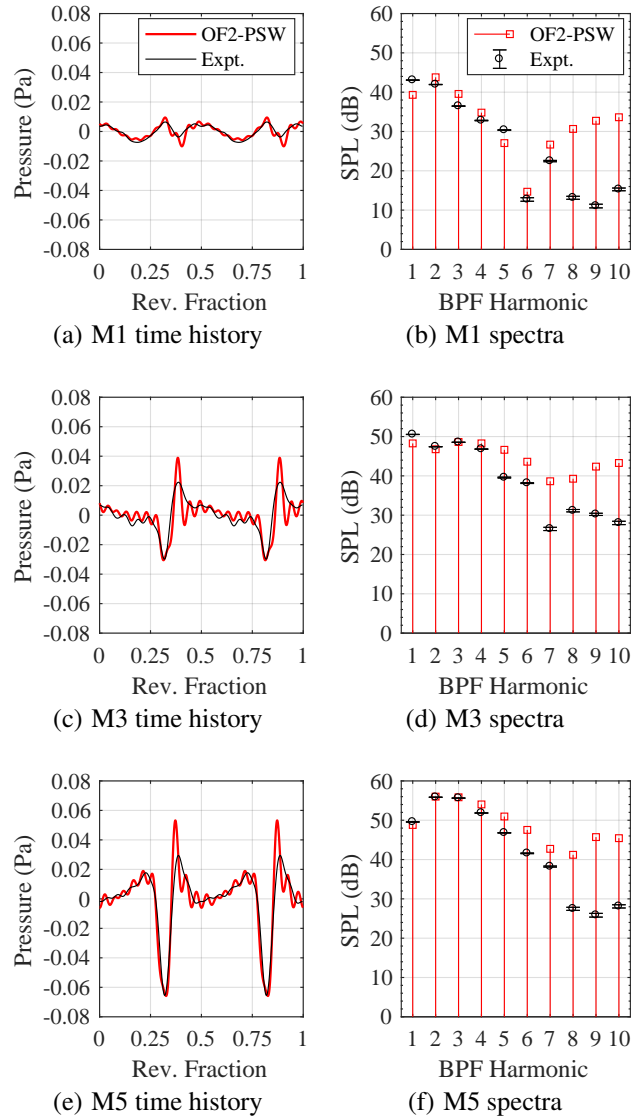 OF2-PSW
Expt.
0.08
0.06
0.04
0.02
0
-0.02
-0.04
-0.06
-0.08
Pressure (Pa)
0 0.25 0.5 0.75 1
Rev. Fraction
(a) M1 time history
OF2-PSW
Expt.
60
50
40
30
20
10
0
SPL (dB)
1 2 3 4 5 6 7 8 9 10
BPF Harmonic
(b) M1 spectra
0.08
0.06
0.04
0.02
0
-0.02
-0.04
-0.06
-0.08
Pressure (Pa)
0 0.25 0.5 0.75 1
Rev. Fraction
(c) M3 time history
60
50
40
30
20
10
0
SPL (dB)
1 2 3 4 5 6 7 8 9 10
BPF Harmonic
(d) M3 spectra
0.08
0.06
0.04
0.02
0
-0.02
-0.04
-0.06
-0.08
Pressure (Pa)
0 0.25 0.5 0.75 1
Rev. Fraction
(e) M5 time history
60
50
40
30
20
10
0
SPL (dB)
1 2 3 4 5 6 7 8 9 10
BPF Harmonic
(f) M5 spectra